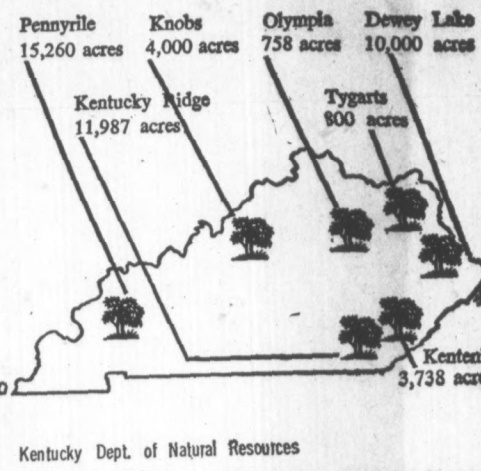 Pennyrile
15,260 acres
Knobs
4,000 acres
Olympia
758 acres
Dewey Lake
10,000 acres
Kentucky Ridge
11,987 acres
Tygarts
800 acres
3,738 acre
Kentucky Dept. of Natural Resources